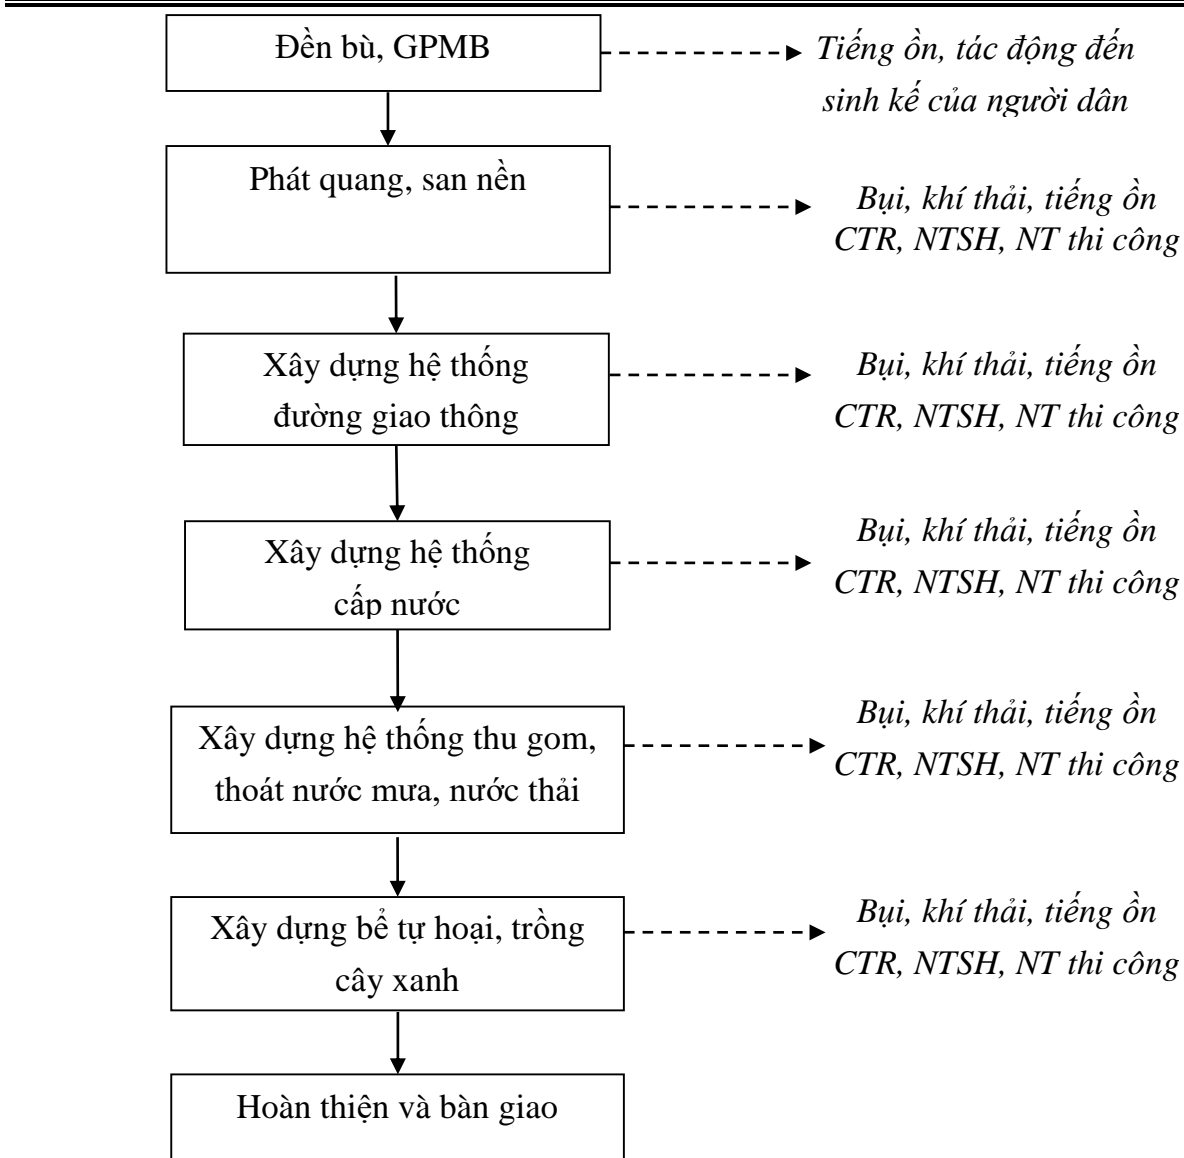 Đền bù, GPMB
Tiếng ồn, tác động đến
sinh kế của người dân
Phát quang, san nền
Bụi, khí thải, tiếng ồn
CTR, NTSH, NT thi công
Xây dựng hệ thống
đường giao thông
Bụi, khí thải, tiếng ồn
CTR, NTSH, NT thi công
Xây dựng hệ thống
cấp nước
Bụi, khí thải, tiếng ồn
CTR, NTSH, NT thi công
Xây dựng hệ thống thu gom,
thoát nước mưa, nước thải
Bụi, khí thải, tiếng ồn
CTR, NTSH, NT thi công
Xây dựng bể tự hoại, trồng
cây xanh
Bụi, khí thải, tiếng ồn
CTR, NTSH, NT thi công
Hoàn thiện và bàn giao